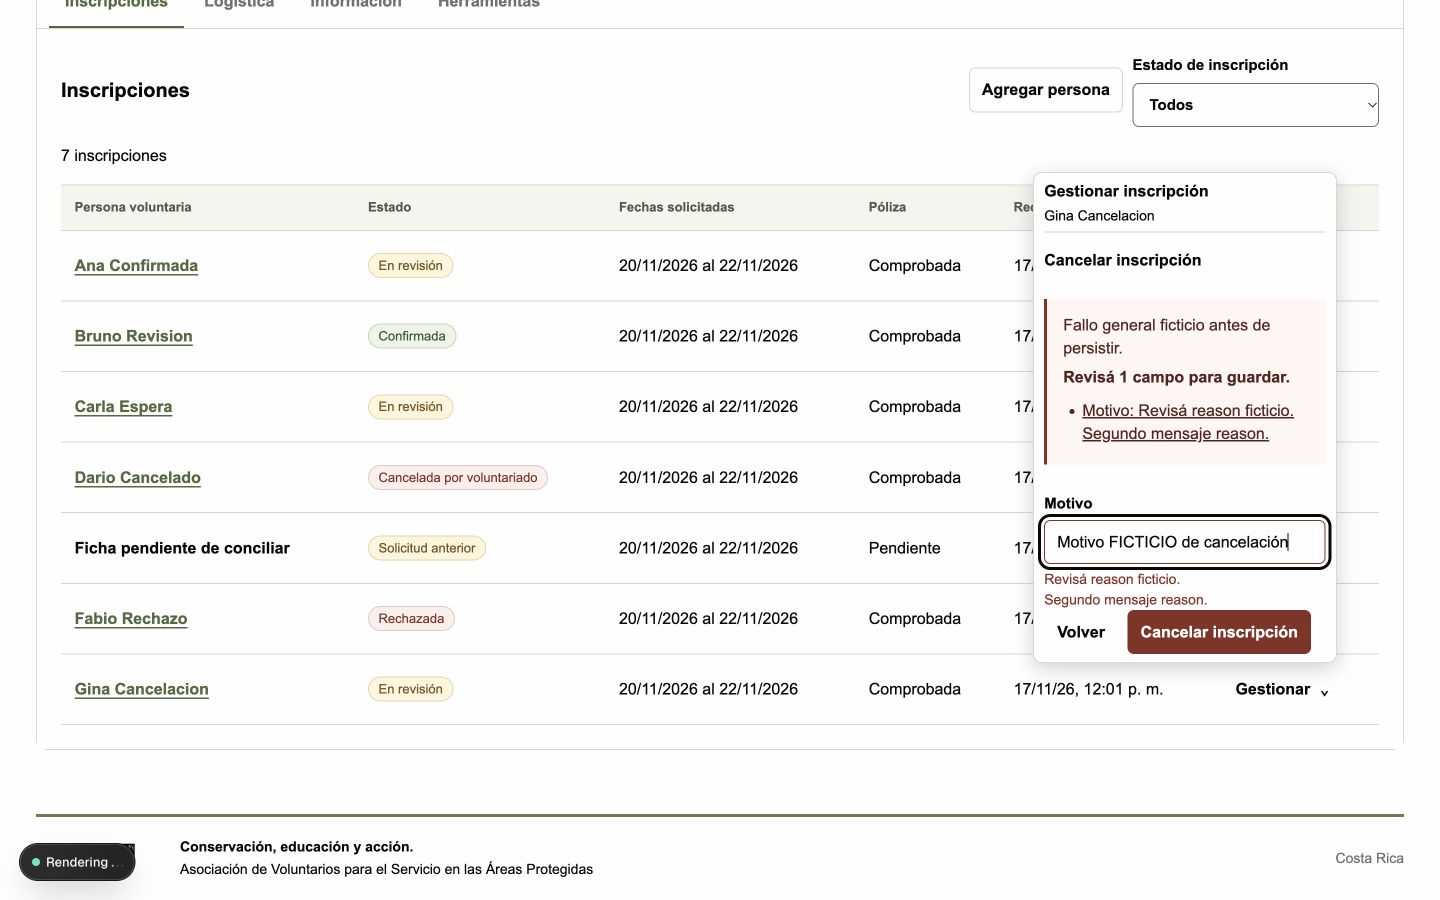 Inscripciones Logística Información Herramientas
Estado de inscripción
Inscripciones
Agregar persona
Todos
7 inscripciones
Persona voluntaria Estado Fechas solicitadas Póliza
Ana Confirmada En revisión 20/11/2026 al 22/11/2026 Comprobada
Bruno Revision Confirmada 20/11/2026 al 22/11/2026 Comprobada
Carla Espera En revisión 20/11/2026 al 22/11/2026 Comprobada
Dario Cancelado Cancelada por voluntariado 20/11/2026 al 22/11/2026 Comprobada
Ficha pendiente de conciliar Solicitud anterior 20/11/2026 al 22/11/2026 Pendiente
Fabio Rechazo Rechazada 20/11/2026 al 22/11/2026 Comprobada
Gina Cancelacion En revisión 20/11/2026 al 22/11/2026 Comprobada 17/11/26, 12:01 p. m. Gestionar
Gestionar inscripción
Gina Cancelacion
Cancelar inscripción
Fallo general ficticio antes de
persistir.
Revisá 1 campo para guardar.
• Motivo: Revisá reason ficticio.
Segundo mensaje reason.
Motivo
Motivo FICTICIO de cancelación
Revisá reason ficticio.
Segundo mensaje reason.
Volver Cancelar inscripción
Conservación, educación y acción.
Asociación de Voluntarios para el Servicio en las Áreas Protegidas
Costa Rica
Rendering ...